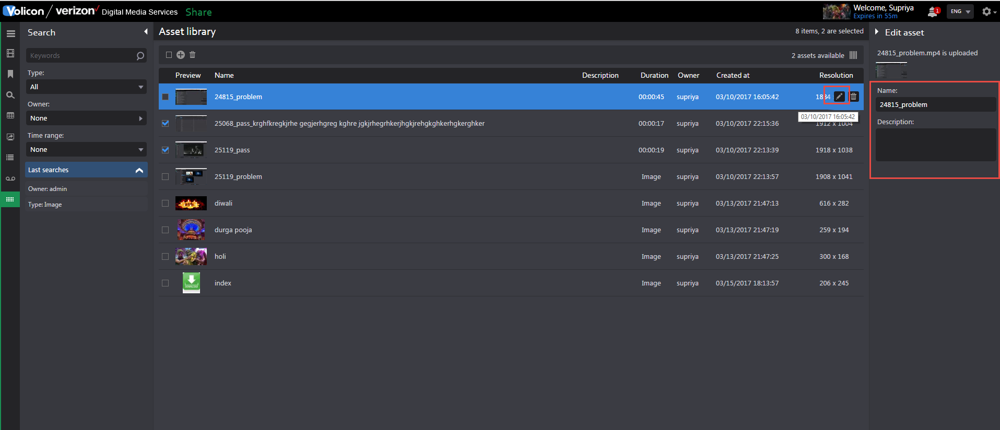 Volicon / verizon✓ Digital Media Services Share
Welcome, Supriya
Expires in 55m
1
ENG
Search
Keywords
Type:
All
Owner:
None
Time range:
None
Last searches
Owner: admin
Type: Image
Asset library
8 items, 2 are selected
2 assets available
Preview Name Description Duration Owner Created at Resolution
24815_problem 00:00:45 supriya 03/10/2017 16:05:42 1834
03/10/2017 16:05:42
25068_pass_krghfkregkjrhe gegjerhgreg kghre jgkjrhegrhkerjhgkjrehgkghkerhgkerghker 00:00:17 supriya 03/10/2017 22:15:36 1912 x 1004
25119_pass 00:00:19 supriya 03/10/2017 22:13:39 1918 x 1038
25119_problem Image supriya 03/10/2017 22:13:57 1908 x 1041
diwali Image supriya 03/13/2017 21:47:13 616 x 282
durga pooja Image supriya 03/13/2017 21:47:19 259 x 194
holi Image supriya 03/13/2017 21:47:25 300 x 168
DOWNLOAD
index Image supriya 03/15/2017 18:13:57 206 x 245
Edit asset
24815_problem.mp4 is uploaded
Name:
24815_problem
Description: